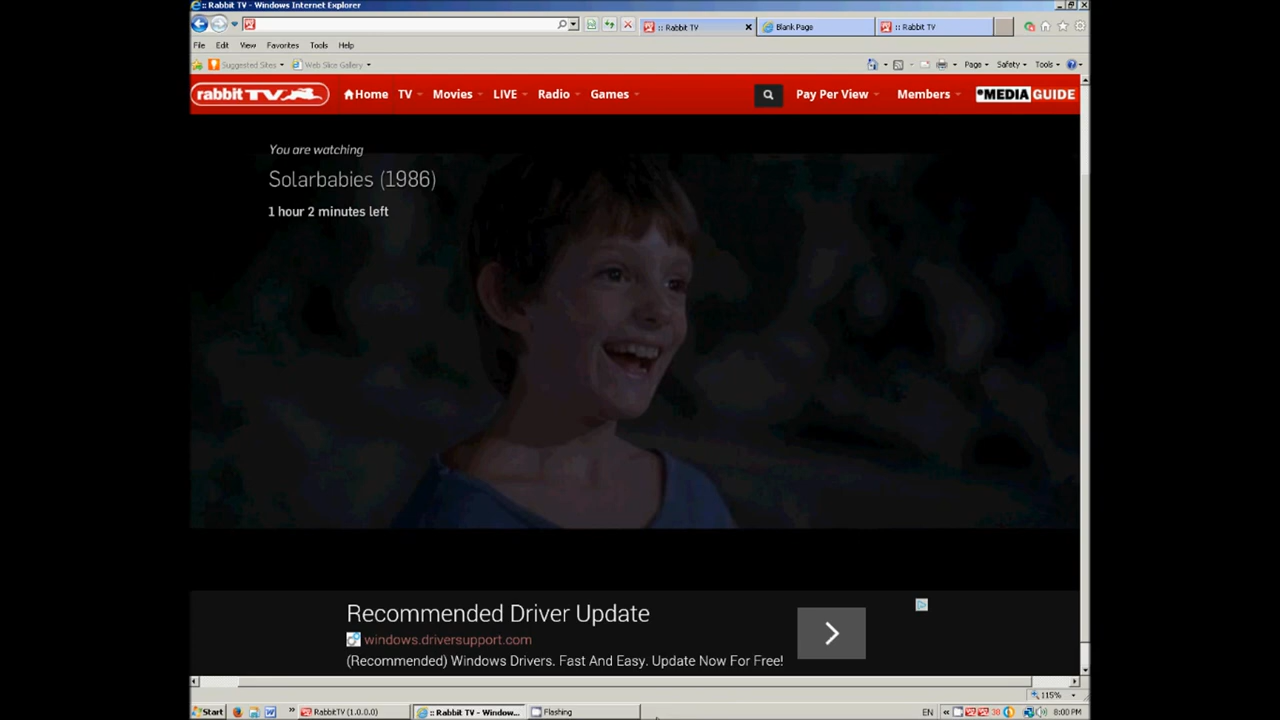 :: Rabbit TV - Windows Internet Explorer
:: Rabbit TV
Blank Page
:: Rabbit TV
File Edit View Favorites Tools Help
Suggested Sites Web Slice Gallery Page Safety Tools
rabbitTV Home TV Movies LIVE Radio Games Pay Per View Members MEDIA GUIDE
You are watching
Solarbabies (1986)
1 hour 2 minutes left
Recommended Driver Update
windows.driversupport.com
(Recommended) Windows Drivers. Fast And Easy. Update Now For Free!
115%
Start RabbitTV (1.0.0.0) :: Rabbit TV - Window... Flashing EN 38 8:00 PM